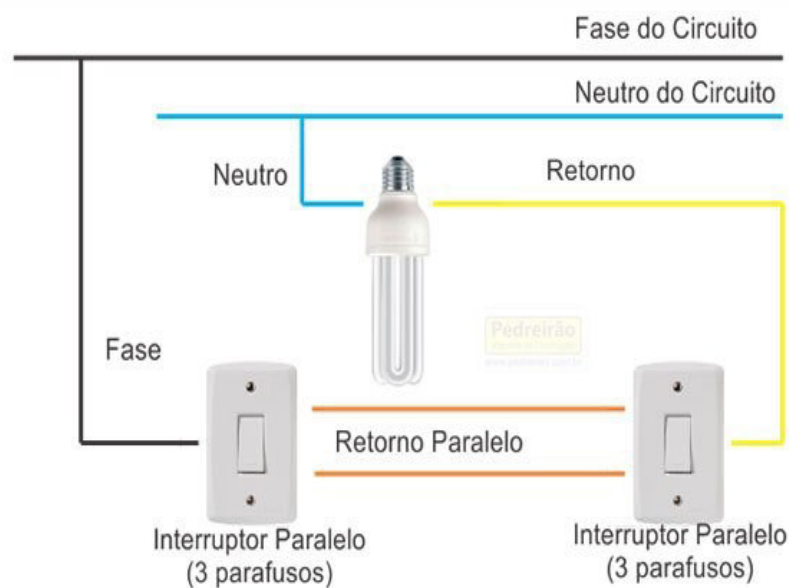 Fase do Circuito
Neutro do Circuito
Neutro
Retorno
Pedreirão
Fase
Retorno Paralelo
Interruptor Paralelo
(3 parafusos)
Interruptor Paralelo
(3 parafusos)